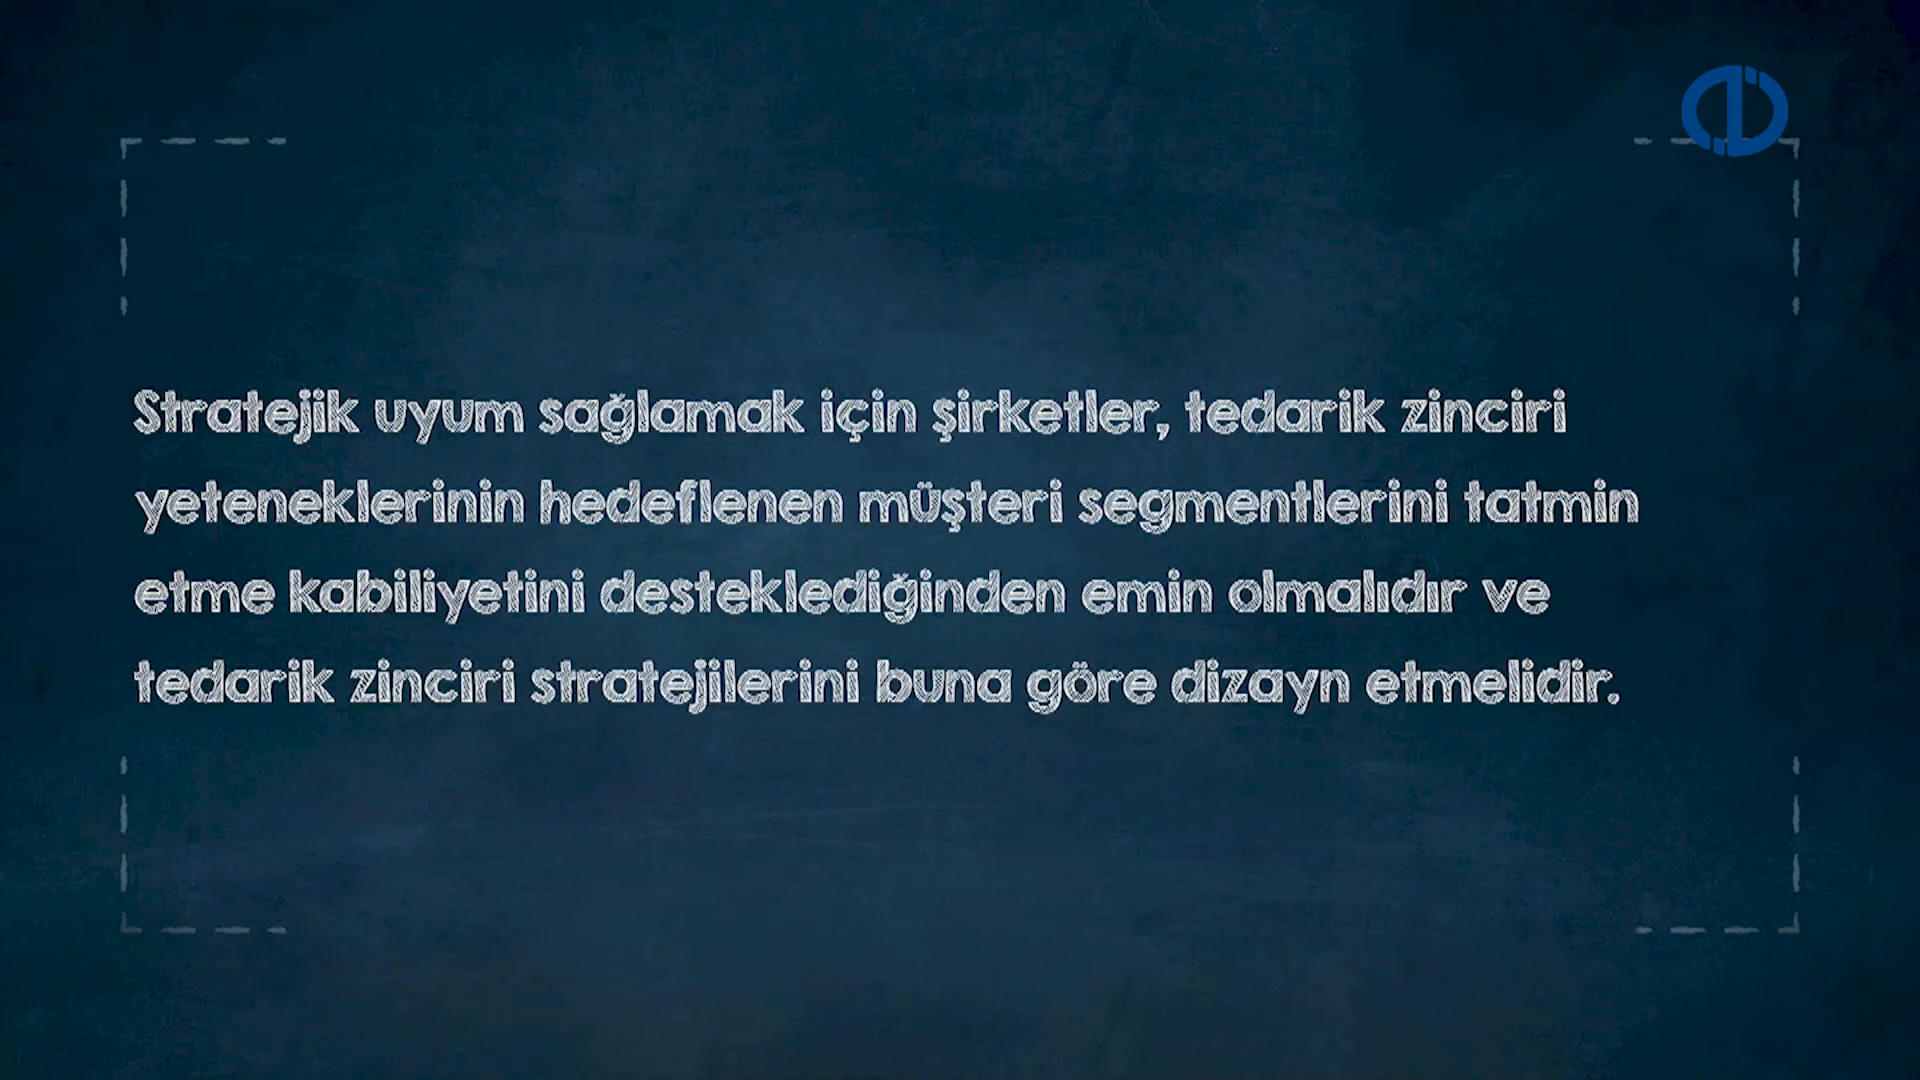 Stratejik uyum sağlamak için şirketler, tedarik zinciri
yeteneklerinin hedeflenen müşteri segmentlerini tatmin
etme kabiliyetini desteklediğinden emin olmalıdır ve
tedarik zinciri stratejilerini buna göre dizayn etmelidir.